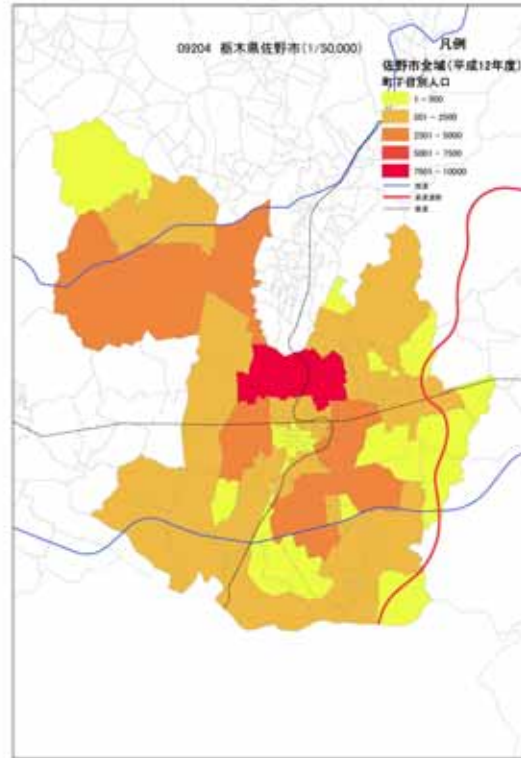 09204 栃木県佐野市(1/50,000)
凡例
佐野市全域(平成12年度)
町丁目別人口
1 - 500
501 - 2500
2501 - 5000
5001 - 7500
7501 - 10000
国道
高速道路
鉄道